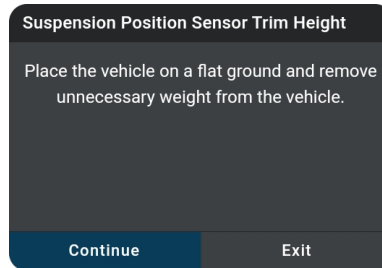 Suspension Position Sensor Trim Height
Place the vehicle on a flat ground and remove
unnecessary weight from the vehicle.
Continue
Exit